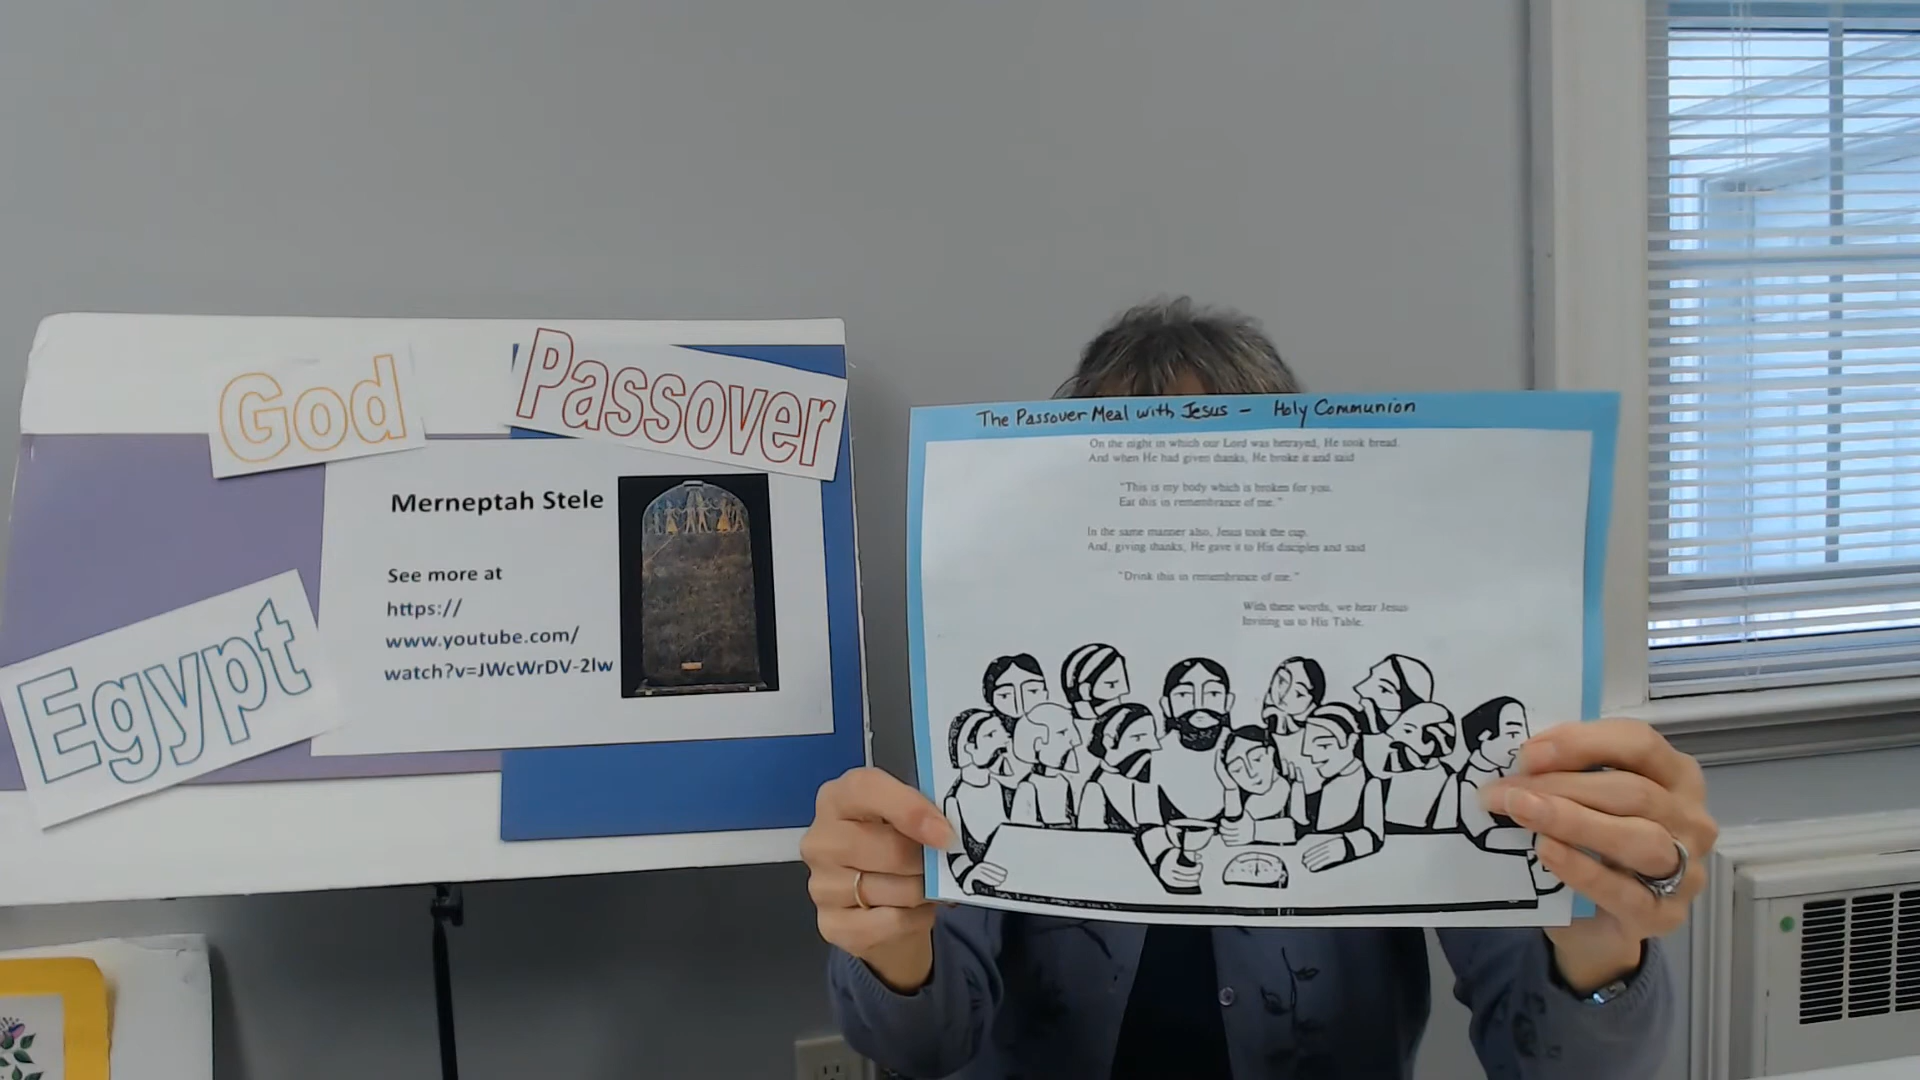 God
Passover
Merneptah Stele
See more at
https://
www.youtube.com/
watch?v=JWcWrDV-2lw
Egypt
The Passover Meal with Jesus - Holy Communion
On the night in which our Lord was betrayed, He took bread.
And when He had given thanks, He broke it and said
"This is my body which is broken for you.
Eat this in remembrance of me."
In the same manner also, Jesus took the cup.
And, giving thanks, He gave it to His disciples and said
"Drink this in remembrance of me."
With these words, we hear Jesus
Inviting us to His Table.